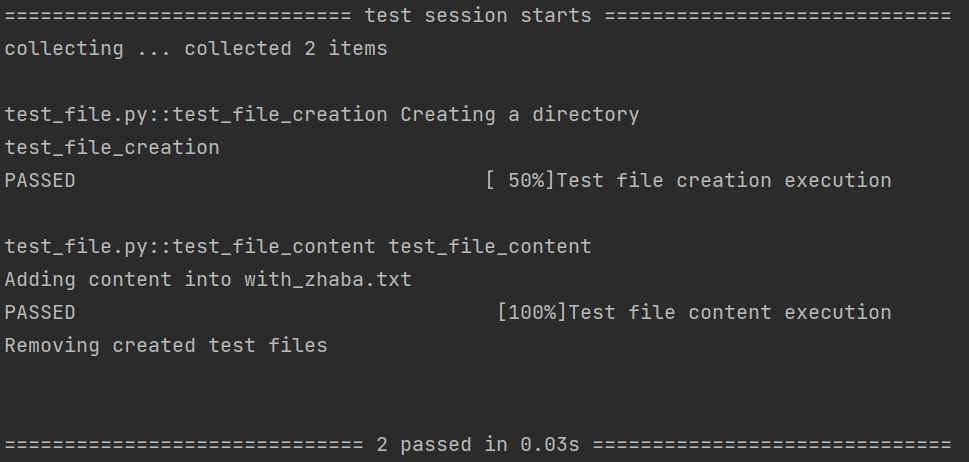 ============================= test session starts =============================
collecting ... collected 2 items
test_file.py::test_file_creation Creating a directory
test_file_creation
PASSED                                  [ 50%]Test file creation execution
test_file.py::test_file_content test_file_content
Adding content into with_zhaba.txt
PASSED                                   [100%]Test file content execution
Removing created test files
============================== 2 passed in 0.03s ==============================